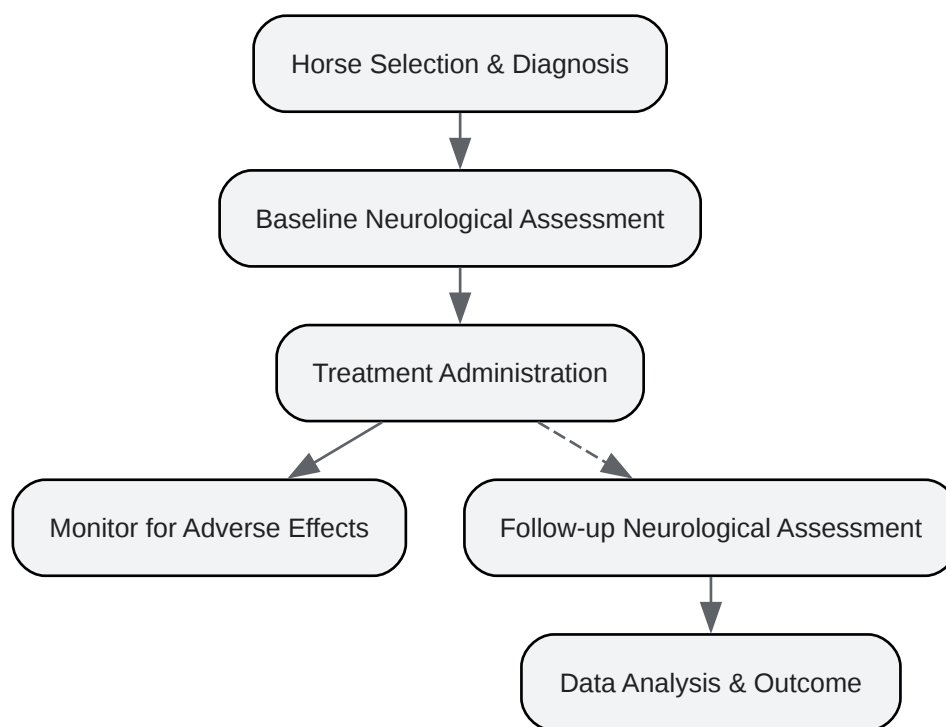 Horse Selection & Diagnosis
Baseline Neurological Assessment
Treatment Administration
Monitor for Adverse Effects
Follow-up Neurological Assessment
Data Analysis & Outcome